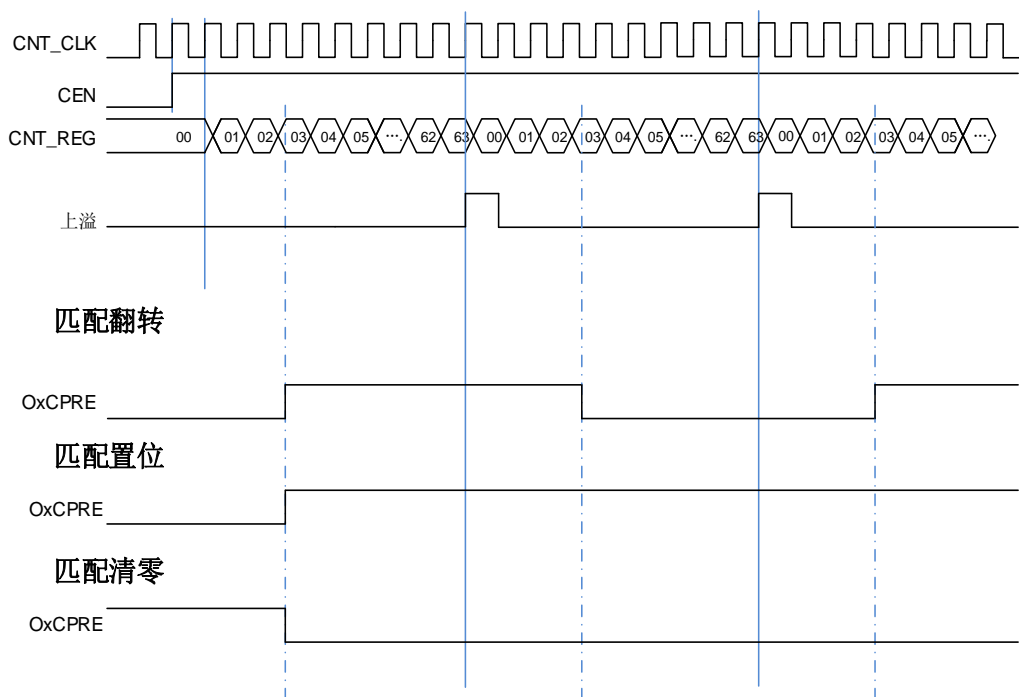 CNT_CLK
CEN
CNT_REG 00 01 02 03 04 05 ···. 62 63 00 01 02 03 04 05 ···. 62 63 00 01 02 03 04 05 ···.
上溢
匹配翻转
OxCPRE
匹配置位
OxCPRE
匹配清零
OxCPRE